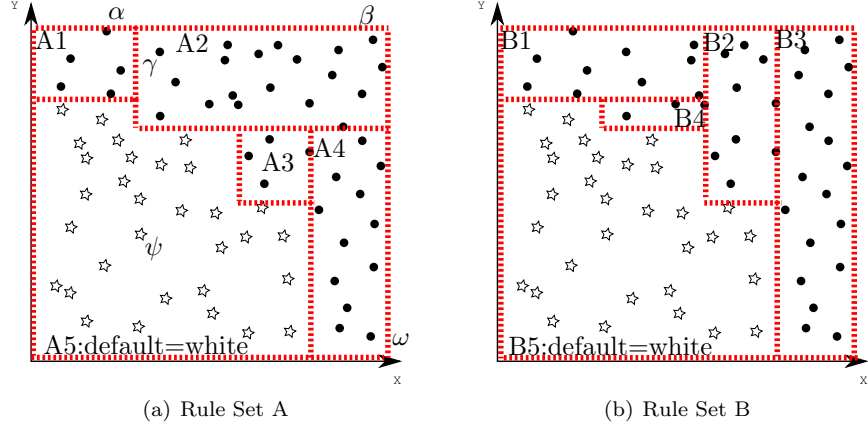 Y
α
β
A1
A2
γ
A3
A4
ψ
ω
A5:default=white
X
(a) Rule Set A
Y
B1
B2
B3
B4
B5:default=white
X
(b) Rule Set B